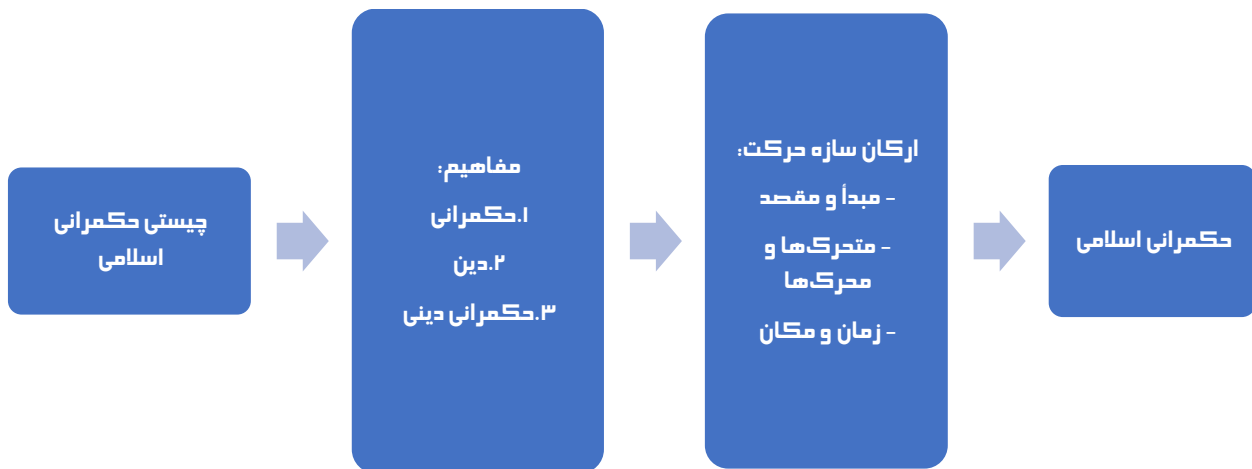 چیستی حکمرانی
اسلامی
مفاهیم:
۱.حکمرانی
۲.دین
۳.حکمرانی دینی
ارکان سازه حرکت:
- مبدأ و مقصد
- متحرک‌ها و
محرک‌ها
- زمان و مکان
حکمرانی اسلامی